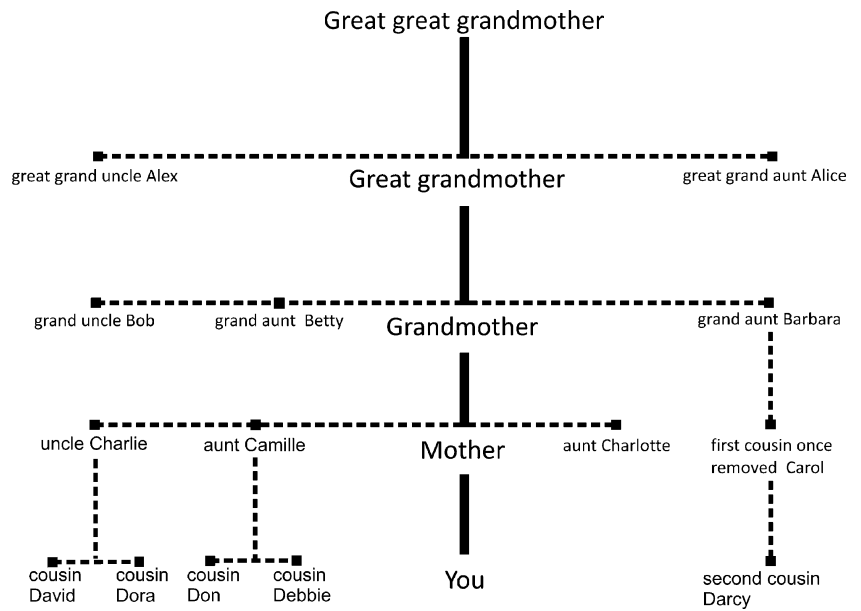 Great great grandmother
great grand uncle Alex
Great grandmother
great grand aunt Alice
grand uncle Bob
grand aunt Betty
Grandmother
grand aunt Barbara
uncle Charlie
aunt Camille
Mother
aunt Charlotte
first cousin once
removed Carol
cousin
David
cousin
Dora
cousin
Don
cousin
Debbie
You
second cousin
Darcy